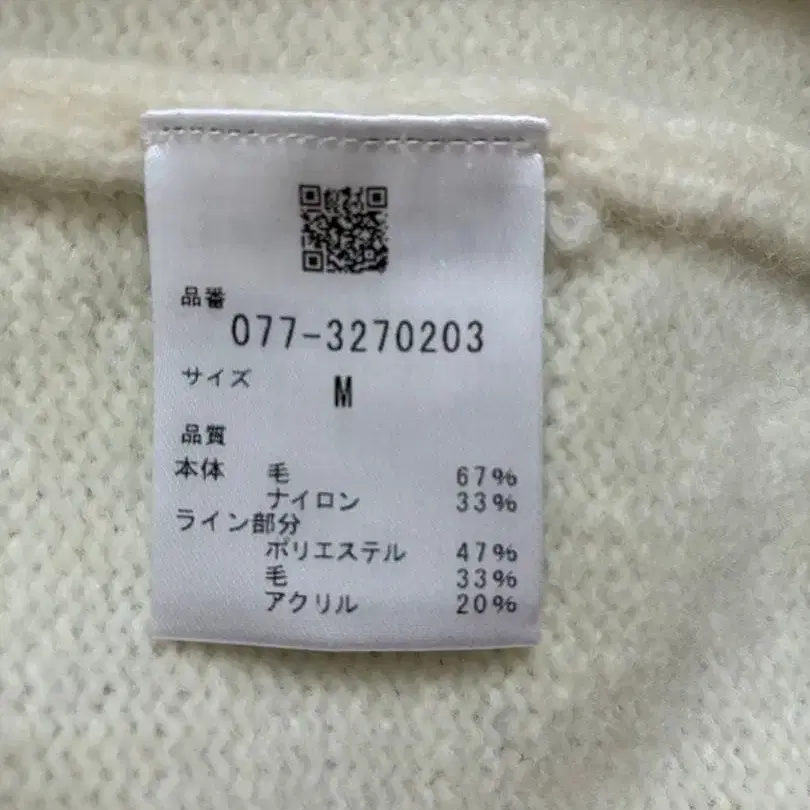 品番
077-3270203
サイズ
M
品質
本体 毛 67%
ナイロン 33%
ライン部分
ポリエステル 47%
毛 33%
アクリル 20%